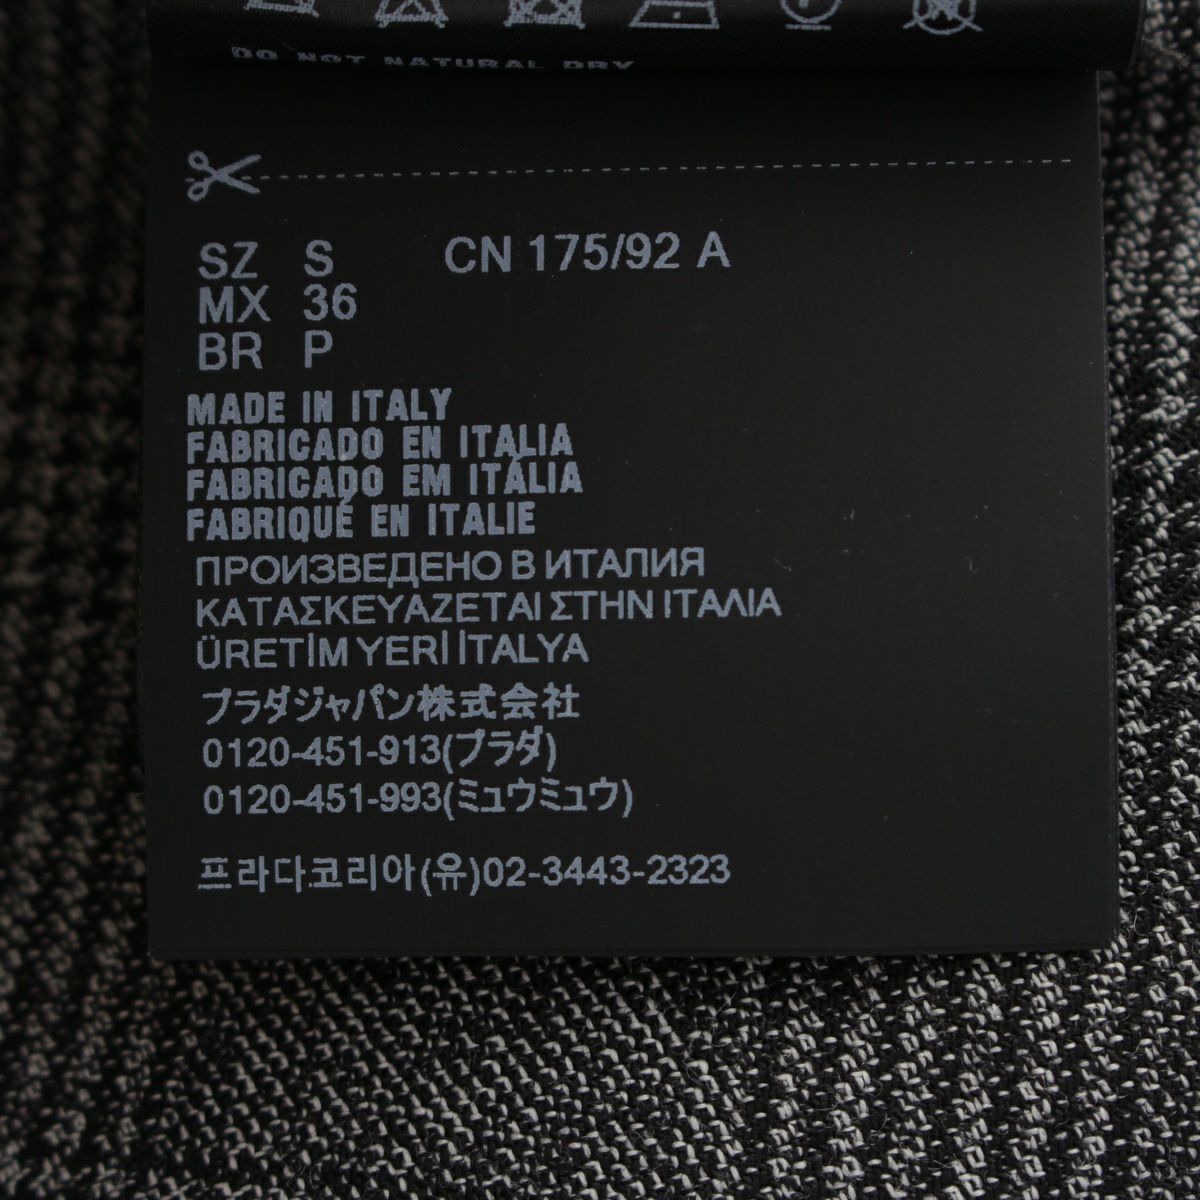 DO NOT NATURAL DRY
SZ S CN 175/92 A
MX 36
BR P
MADE IN ITALY
FABRICADO EN ITALIA
FABRICADO EM ITÁLIA
FABRIQUÉ EN ITALIE
ПРОИЗВЕДЕНО В ИТАЛИЯ
ΚΑΤΑΣΚΕΥΑΖΕΤΑΙ ΣΤΗΝ ΙΤΑΛΙΑ
ÜRETİM YERİ İTALYA
プラダジャパン株式会社
0120-451-913(プラダ)
0120-451-993(ミュウミュウ)
프라다코리아(유)02-3443-2323